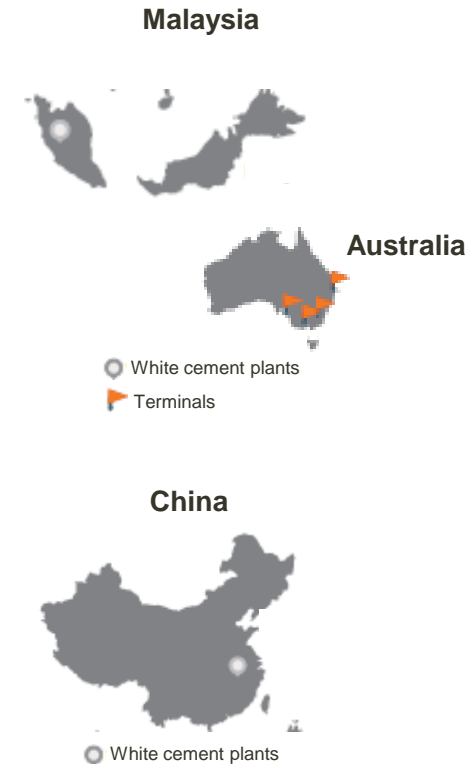 Malaysia
Australia
White cement plants
Terminals
China
White cement plants